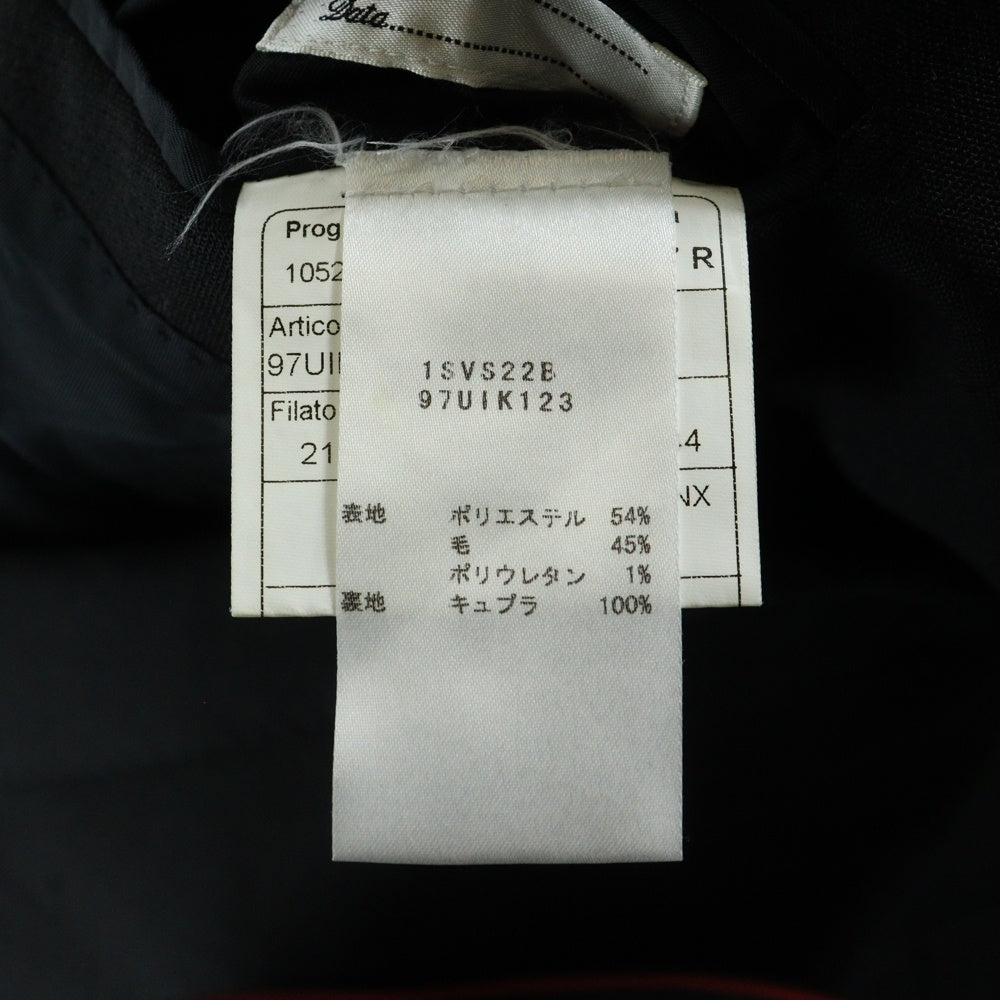 Data
Prog
1052
R
Artico
97UI
1SVS22B
97UIK123
Filato
21
4
NX
表地 ポリエステル 54%
毛 45%
ポリウレタン 1%
裏地 キュプラ 100%